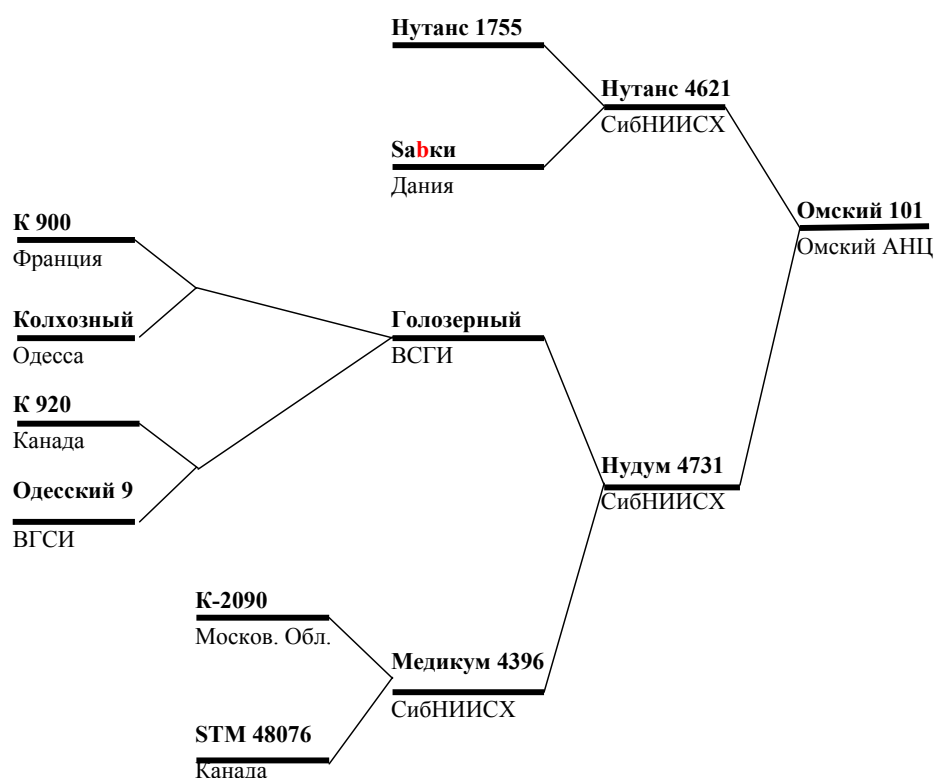 Нутанс 1755
Нутанс 4621
СибНИИСХ
Sabки
Дания
Омский 101
Омский АНЦ
К 900
Франция
Колхозный
Одесса
Голозерный
ВСГИ
К 920
Канада
Одесский 9
ВГСИ
Нудум 4731
СибНИИСХ
К-2090
Москов. Обл.
Медикум 4396
СибНИИСХ
STM 48076
Канада